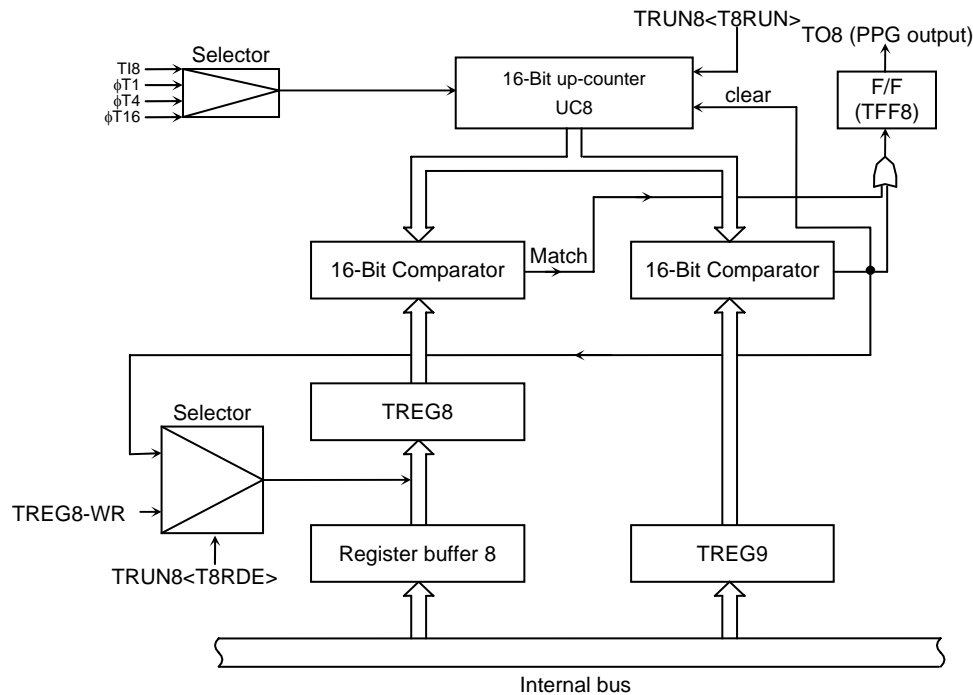 TRUN8<T8RUN>
TO8 (PPG output)
Selector
TI8
ϕT1
ϕT4
ϕT16
16-Bit up-counter
UC8
clear
F/F
(TFF8)
16-Bit Comparator
Match
16-Bit Comparator
TREG8
Selector
TREG8-WR
TRUN8<T8RDE>
Register buffer 8
TREG9
Internal bus